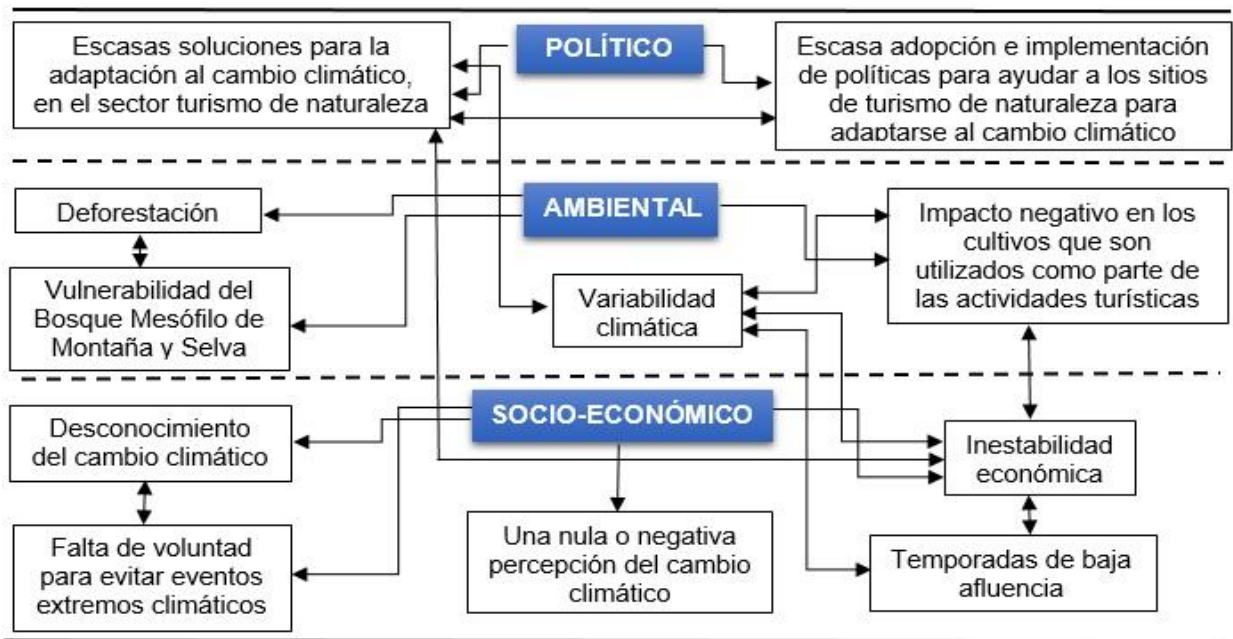 Escasas soluciones para la
adaptación al cambio climático,
en el sector turismo de naturaleza
POLÍTICO
Escasa adopción e implementación
de políticas para ayudar a los sitios
de turismo de naturaleza para
adaptarse al cambio climático
Deforestación
AMBIENTAL
Impacto negativo en los
cultivos que son
utilizados como parte de
las actividades turísticas
Vulnerabilidad del
Bosque Mesófilo de
Montaña y Selva
Variabilidad
climática
SOCIO-ECONÓMICO
Desconocimiento
del cambio climático
Inestabilidad
económica
Falta de voluntad
para evitar eventos
extremos climáticos
Una nula o negativa
percepción del cambio
climático
Temporadas de baja
afluencia